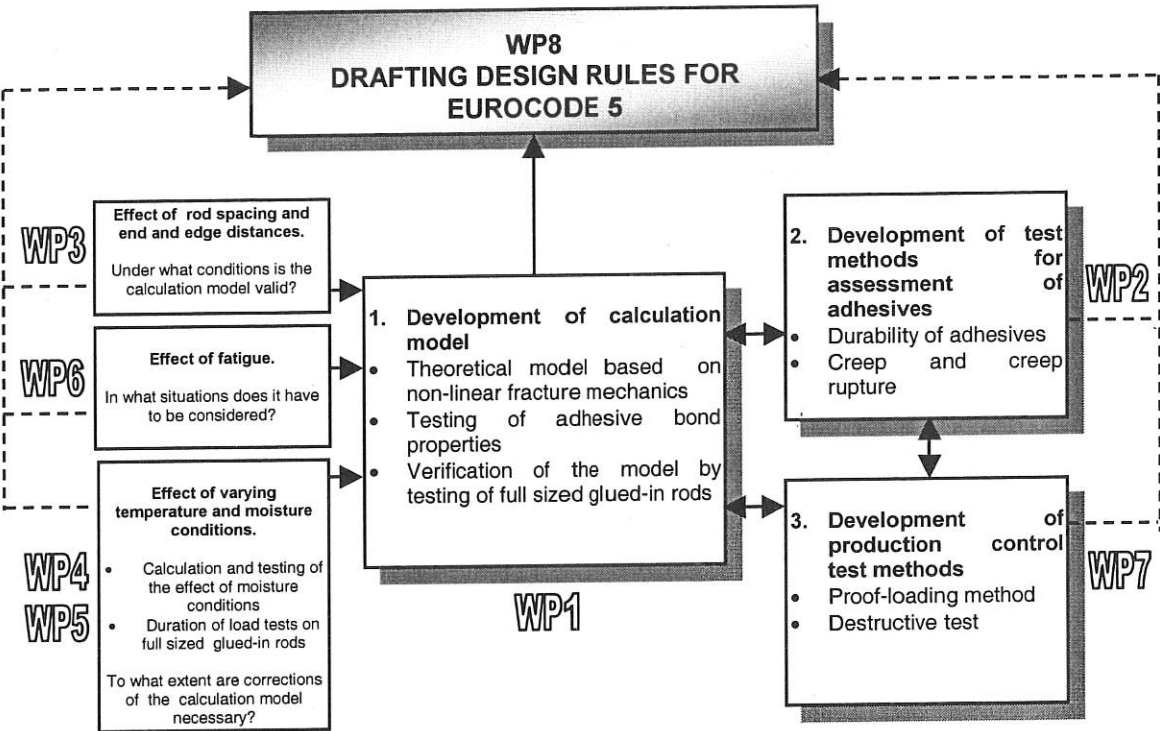 WP8
DRAFTING DESIGN RULES FOR
EUROCODE 5
WP3
Effect of rod spacing and
end and edge distances.
Under what conditions is the
calculation model valid?
WP6
Effect of fatigue.
In what situations does it have
to be considered?
WP4
WP5
Effect of varying
temperature and moisture
conditions.
• Calculation and testing of
the effect of moisture
conditions
• Duration of load tests on
full sized glued-in rods
To what extent are corrections
of the calculation model
necessary?
1. Development of calculation
model
• Theoretical model based on
non-linear fracture mechanics
• Testing of adhesive bond
properties
• Verification of the model by
testing of full sized glued-in rods
WP1
2. Development of test
methods for
assessment of
adhesives
• Durability of adhesives
• Creep and creep
rupture
WP2
3. Development of
production control
test methods
• Proof-loading method
• Destructive test
WP7